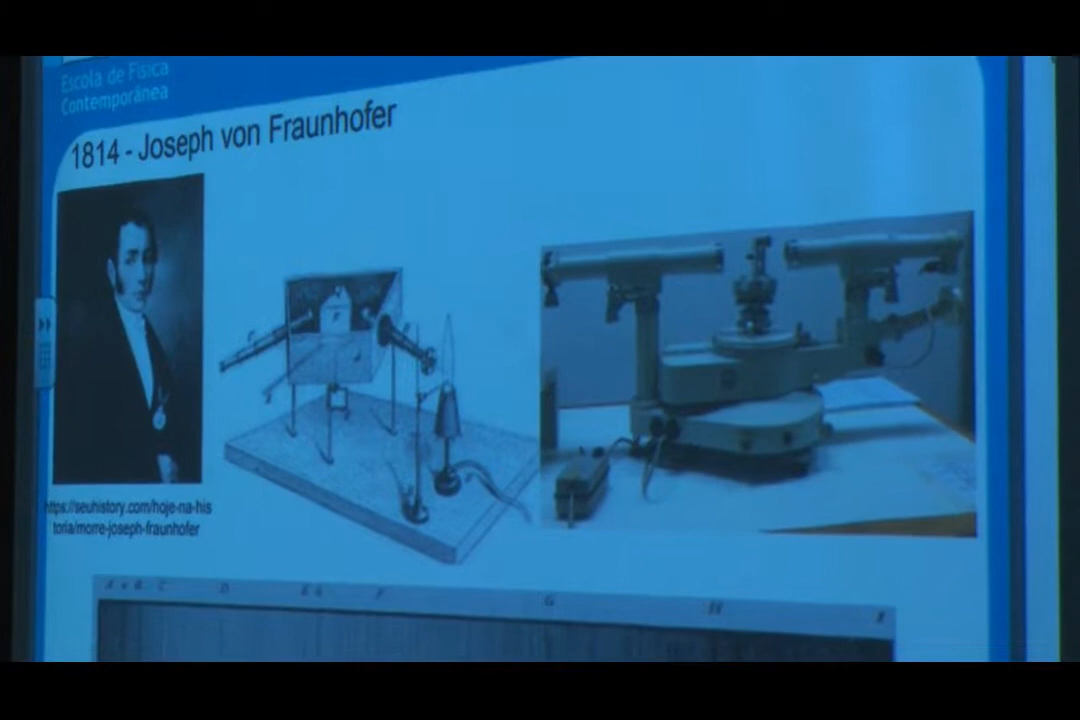 Escola de Física
Contemporânea
1814 - Joseph von Fraunhofer
https://seuhistory.com/hoje-na-his
toria/morre-joseph-fraunhofer
A a B C D E b F G H I